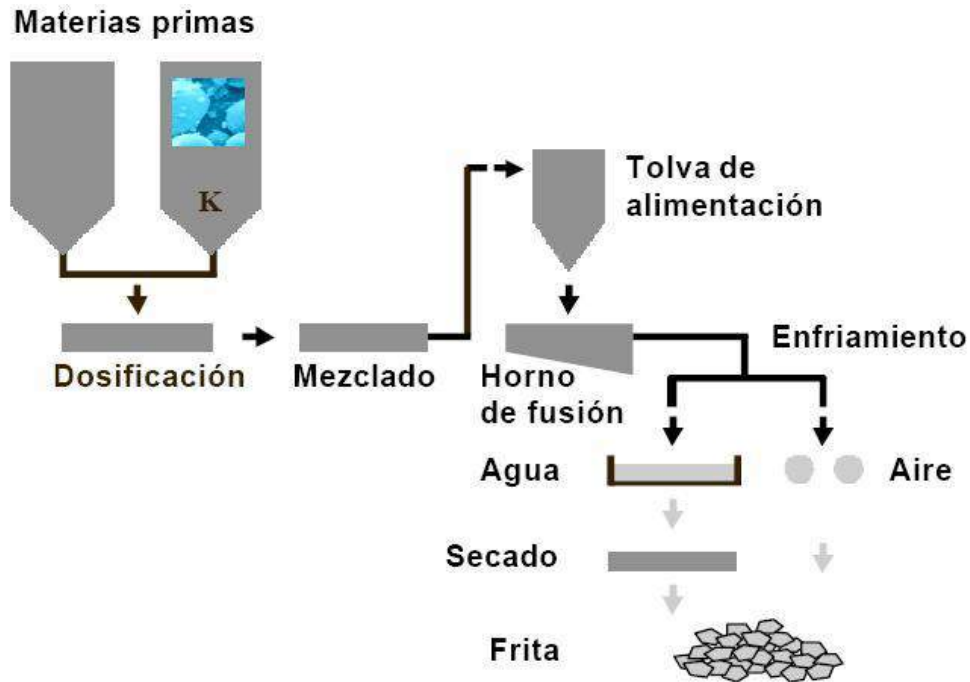 Materias primas
K
Tolva de
alimentación
Dosificación
Mezclado
Horno
de fusión
Enfriamiento
Agua
Aire
Secado
Frita